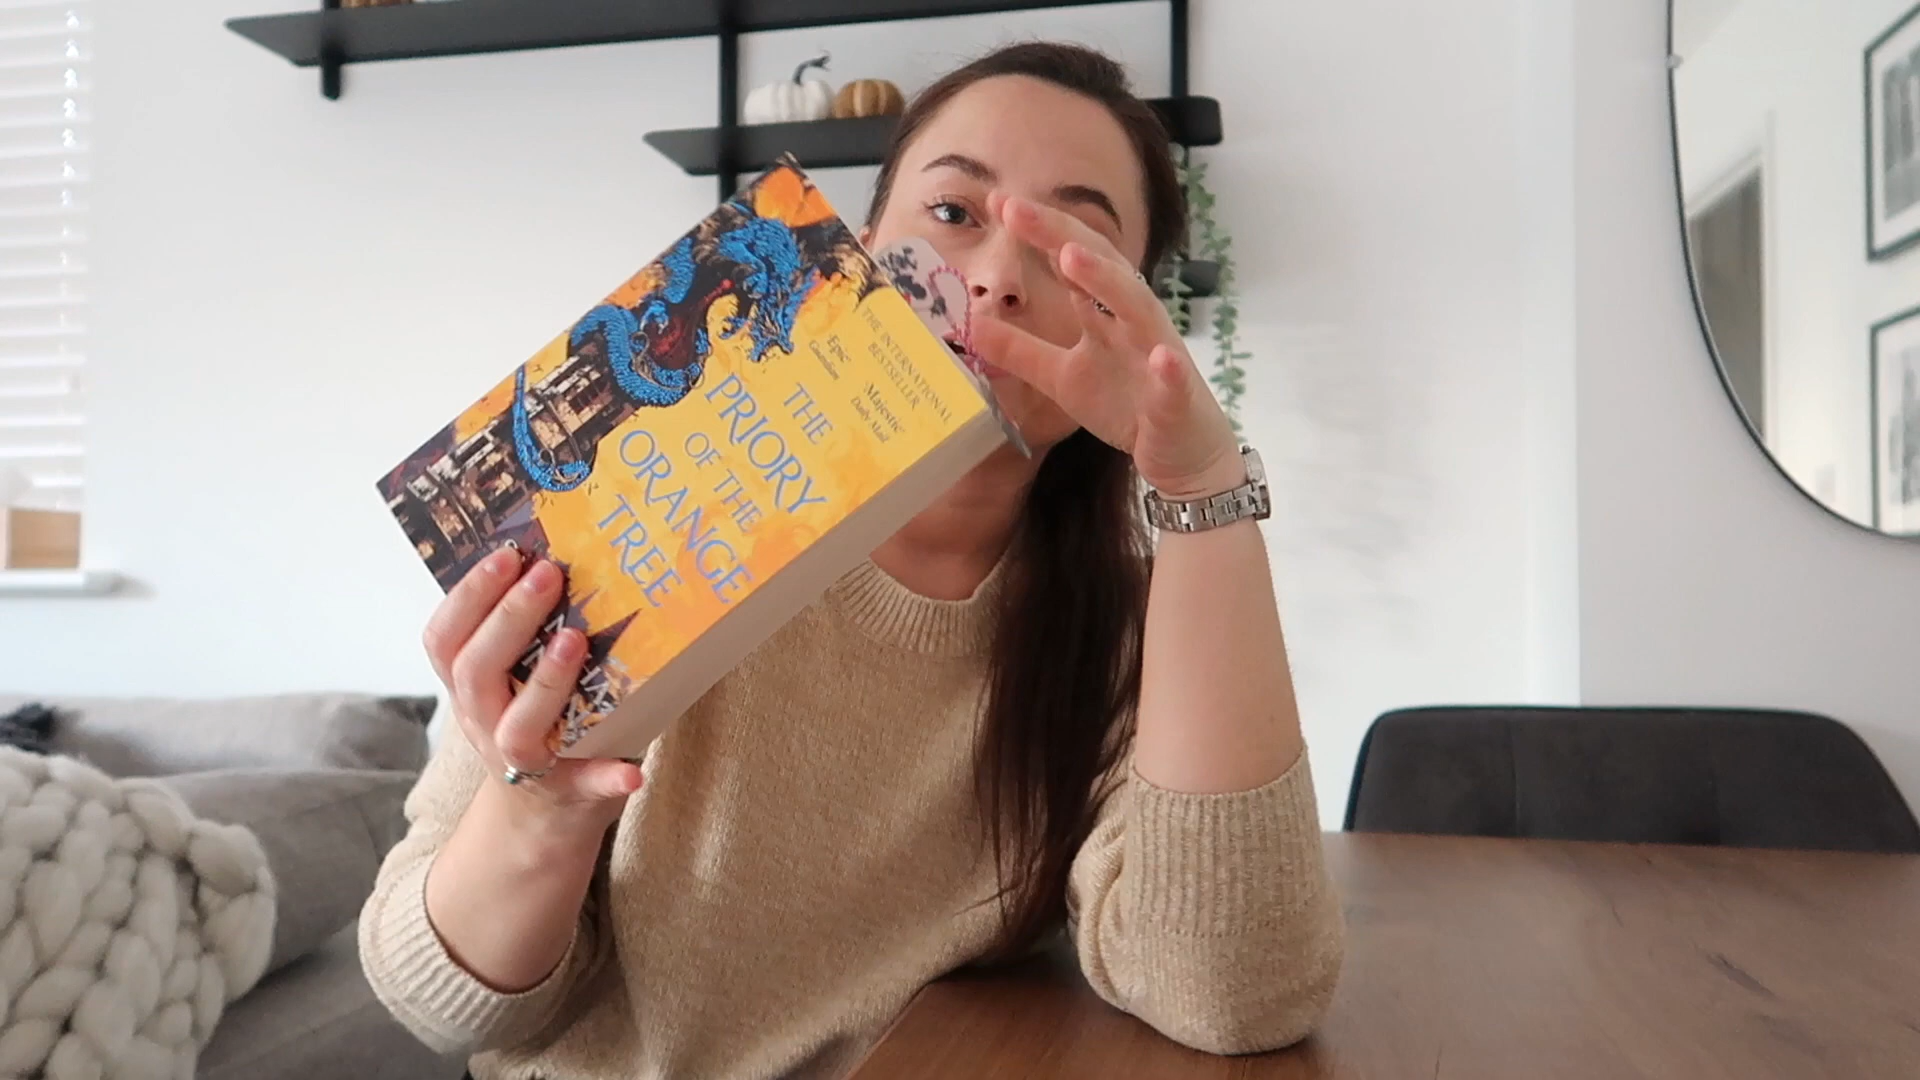 THE INTERNATIONAL
BESTSELLER
'Epic'
Guardian
'Majestic'
Daily Mail
THE
PRIORY
OF THE
ORANGE
TREE